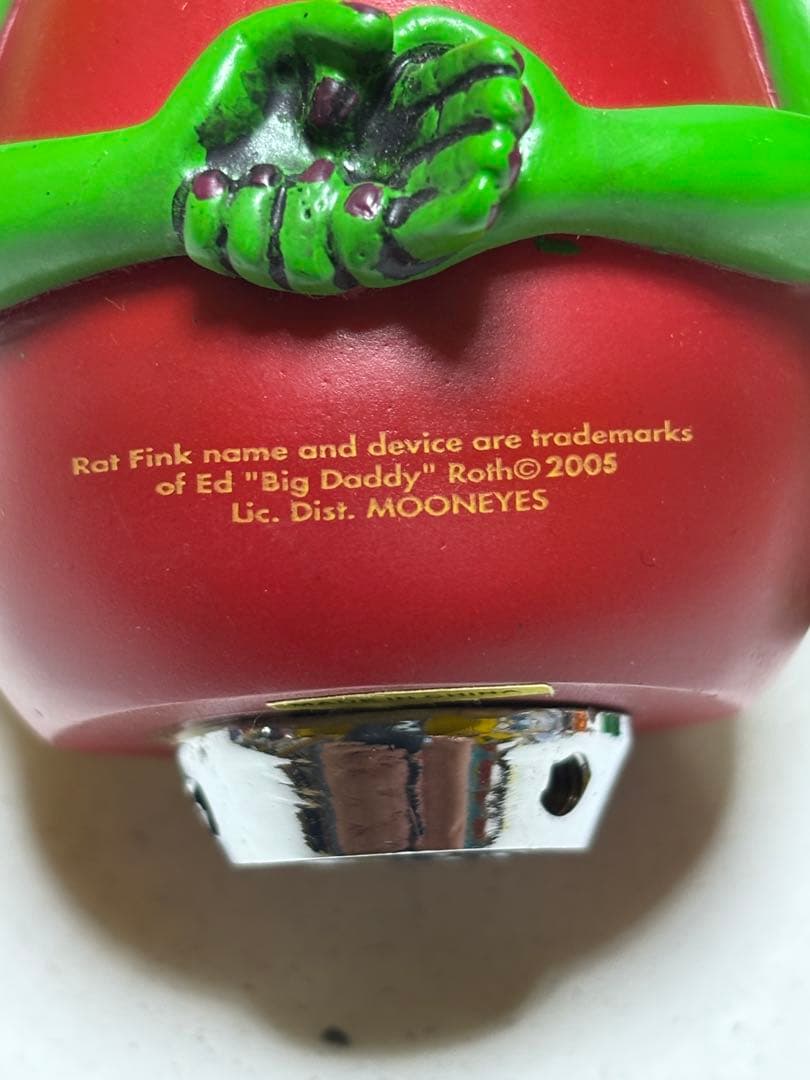 Rat Fink name and device are trademarks
of Ed "Big Daddy" Roth© 2005
Lic. Dist. MOONEYES